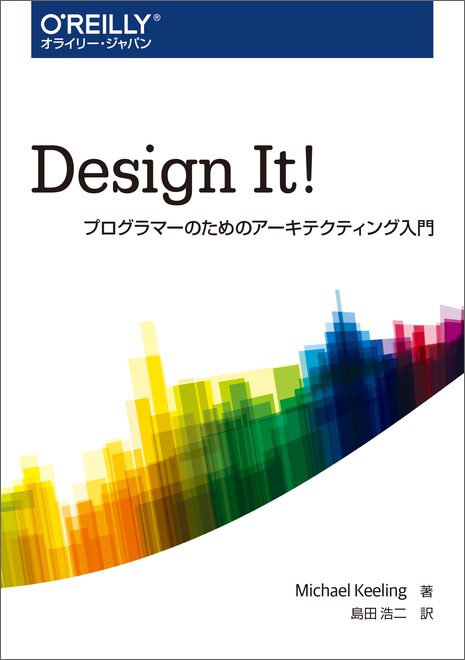 O'REILLY®
オライリー・ジャパン
Design It!
プログラマーのためのアーキテクティング入門
Michael Keeling 著
島田 浩二 訳